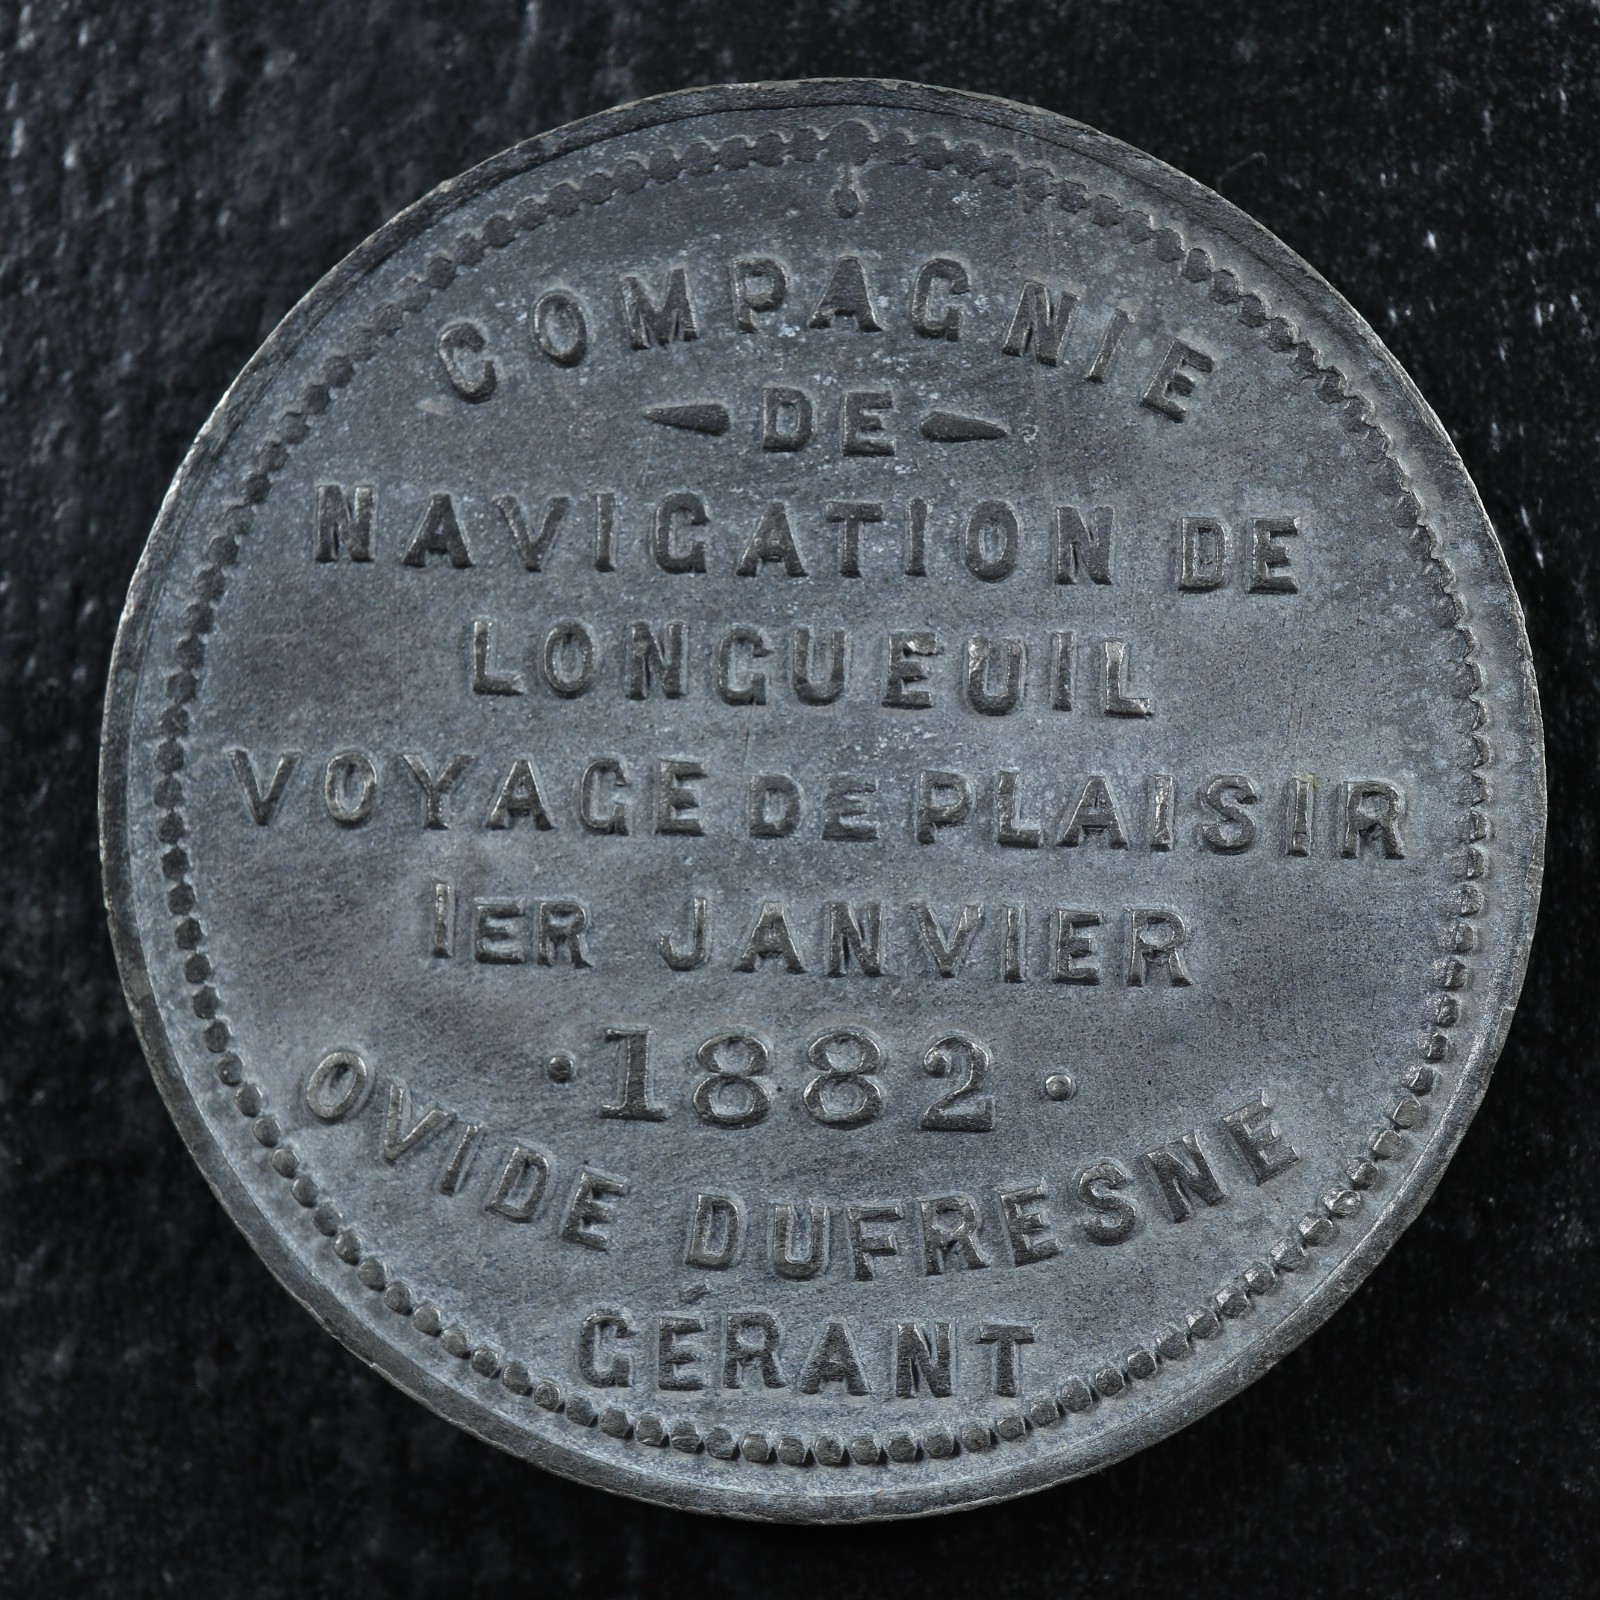 COMPAGNIE
DE
NAVIGATION DE
LONGUEUIL
VOYAGE DE PLAISIR
1ER JANVIER
· 1882 ·
OVIDE DUFRESNE
GÉRANT